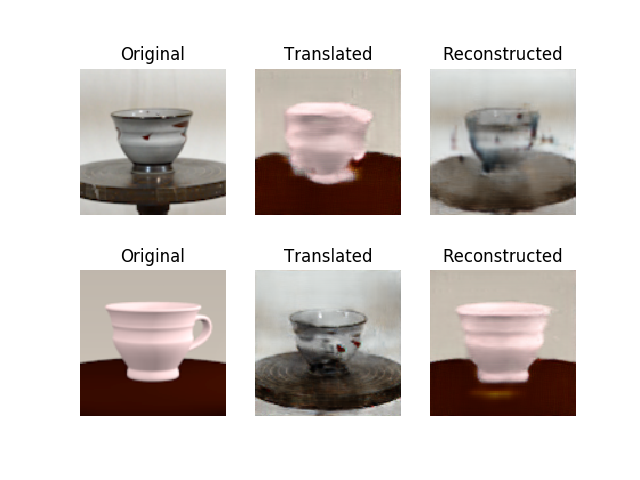 Original
Translated
Reconstructed
Original
Translated
Reconstructed